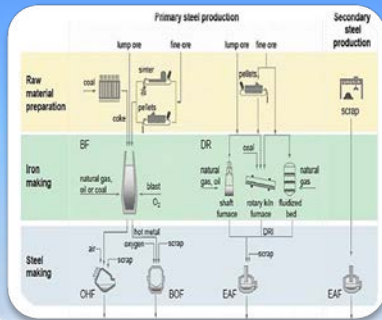 Primary steel production
Secondary
steel
production
lump ore
fine ore
lump ore
fine ore
Raw
material
preparation
coal
sinter
pellets
coke
pellets
scrap
Iron
making
BF
natural gas,
oil or coal
blast
O₂
DR
coal
natural
gas, oil
natural
gas
shaft
furnace
rotary kiln
furnace
fluidized
bed
hot metal
DRI
Steel
making
air
oxygen
scrap
scrap
scrap
OHF
BOF
EAF
EAF